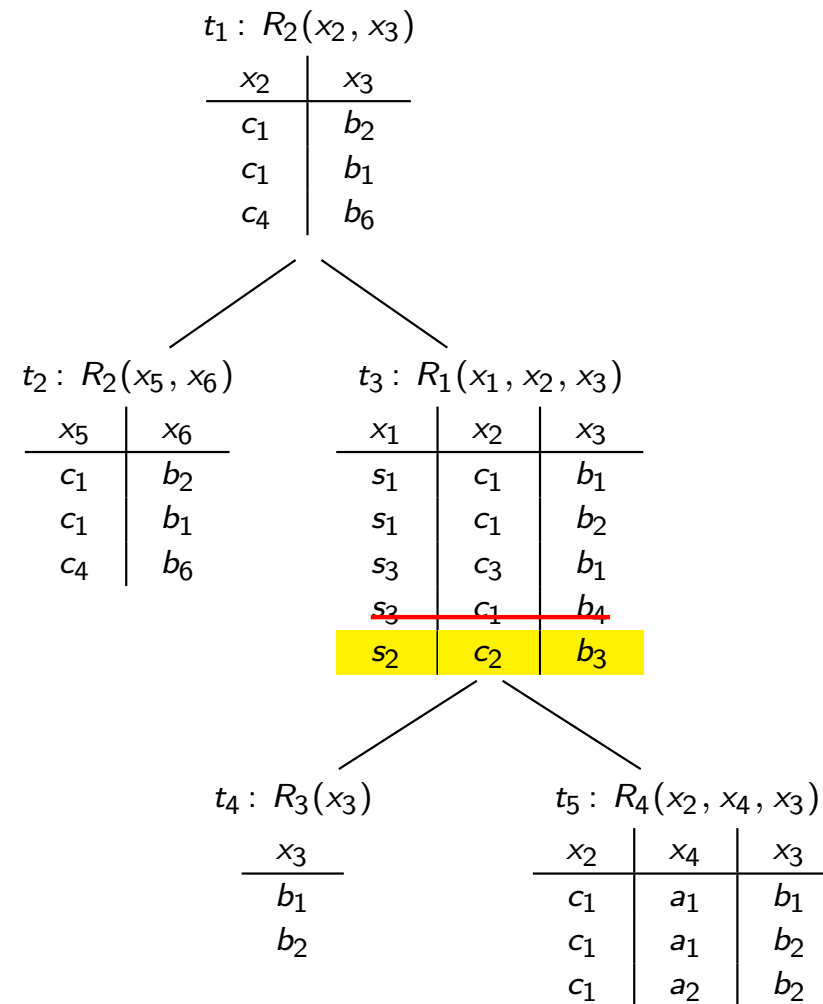 t₁ : R₂(x₂, x₃)
x₂ x₃
c₁ b₂
c₁ b₁
c₄ b₆
t₂ : R₂(x₅, x₆) t₃ : R₁(x₁, x₂, x₃)
x₅ x₆ x₁ x₂ x₃
c₁ b₂ s₁ c₁ b₁
c₁ b₁ s₁ c₁ b₂
c₄ b₆ s₃ c₃ b₁
s₃ c₁ b₄
s₂ c₂ b₃
t₄ : R₃(x₃) t₅ : R₄(x₂, x₄, x₃)
x₃ x₂ x₄ x₃
b₁ c₁ a₁ b₁
b₂ c₁ a₁ b₂
c₁ a₂ b₂